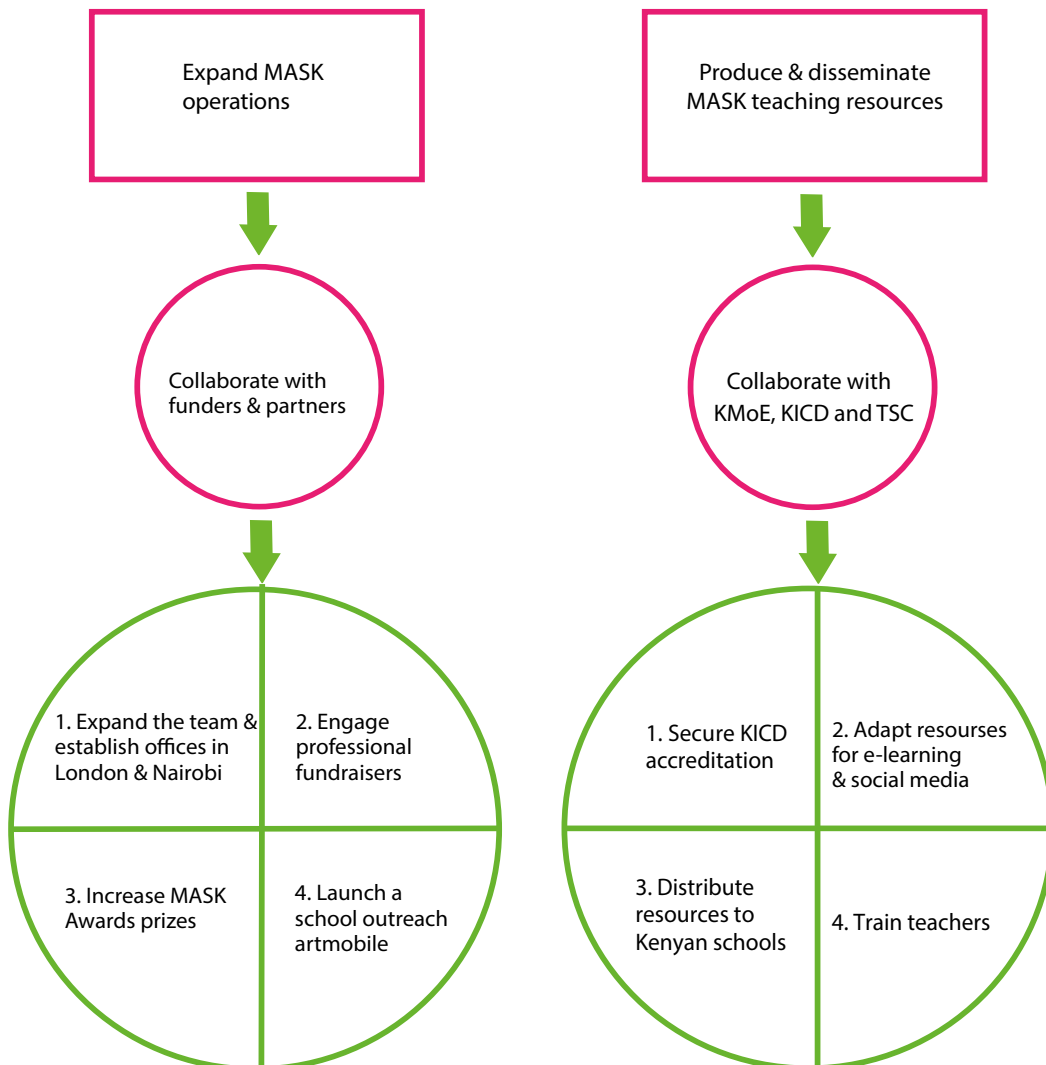 Expand MASK
operations
Produce & disseminate
MASK teaching resources
Collaborate with
funders & partners
Collaborate with
KMoE, KICD and TSC
1. Expand the team &
establish offices in
London & Nairobi
2. Engage
professional
fundraisers
3. Increase MASK
Awards prizes
4. Launch a
school outreach
artmobile
1. Secure KICD
accreditation
2. Adapt resourses
for e-learning
& social media
3. Distribute
resources to
Kenyan schools
4. Train teachers